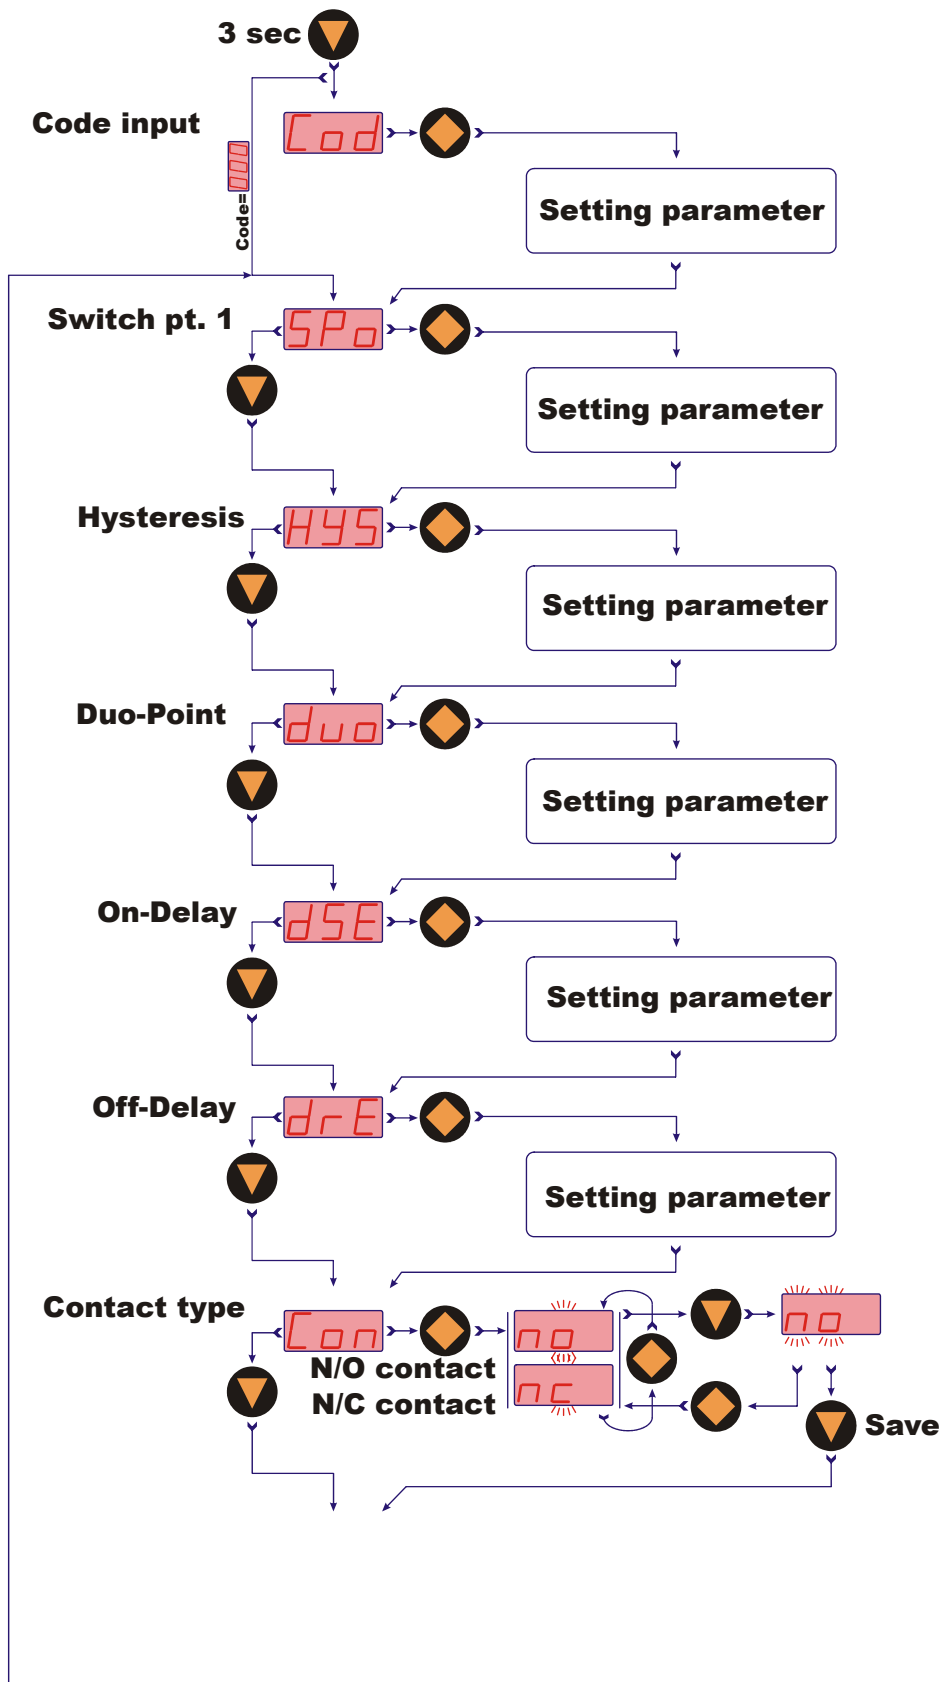 3 sec
Code input
Cod
Code=000
Setting parameter
Switch pt. 1
SPo
Setting parameter
Hysteresis
HYS
Setting parameter
Duo-Point
duo
Setting parameter
On-Delay
dSE
Setting parameter
Off-Delay
drE
Setting parameter
Contact type
Con
no
no
N/O contact
nc
N/C contact
Save